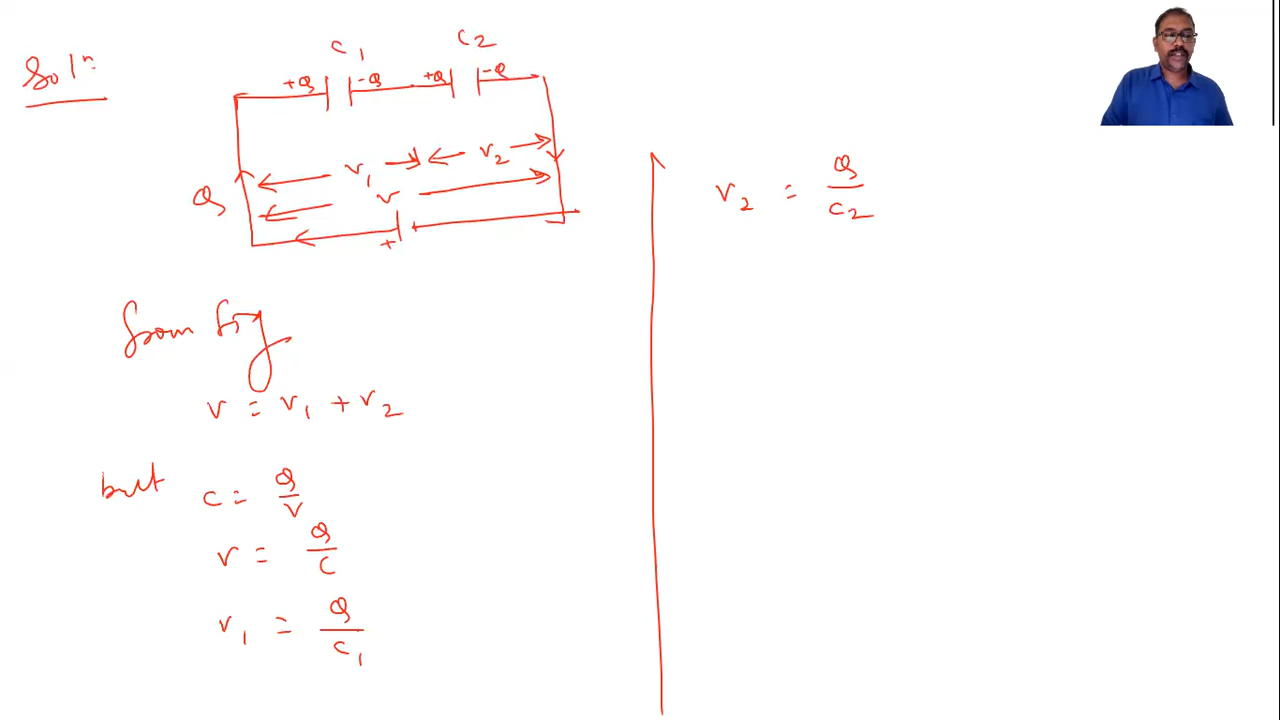 Solⁿ:
C₁ C₂
+Q -Q +Q -Q
V₁ V₂
Q V
+
from fig
V = V₁ + V₂
but C = Q/V
V = Q/C
V₁ = Q/C₁
V₂ = Q/C₂